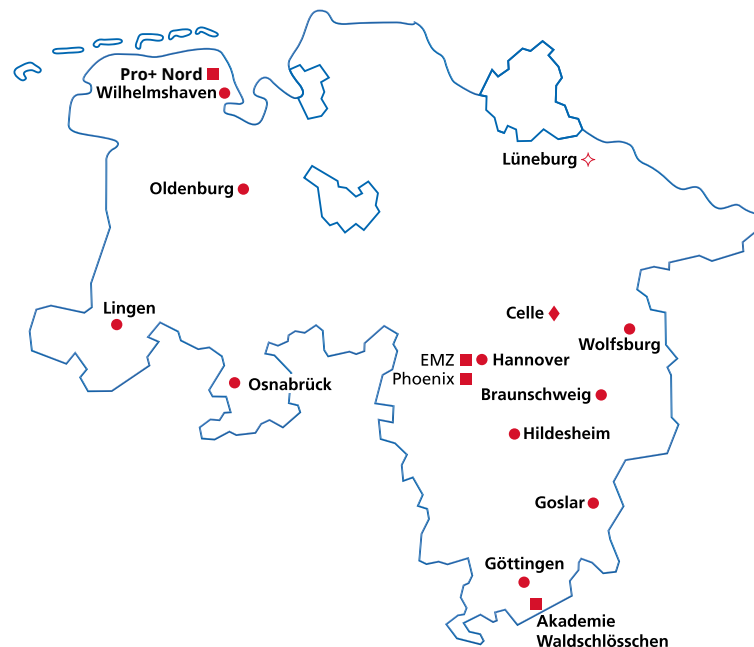 Pro+ Nord
Wilhelmshaven
Lüneburg
Oldenburg
Lingen
Celle
Wolfsburg
EMZ
Hannover
Phoenix
Osnabrück
Braunschweig
Hildesheim
Goslar
Göttingen
Akademie
Waldschlösschen